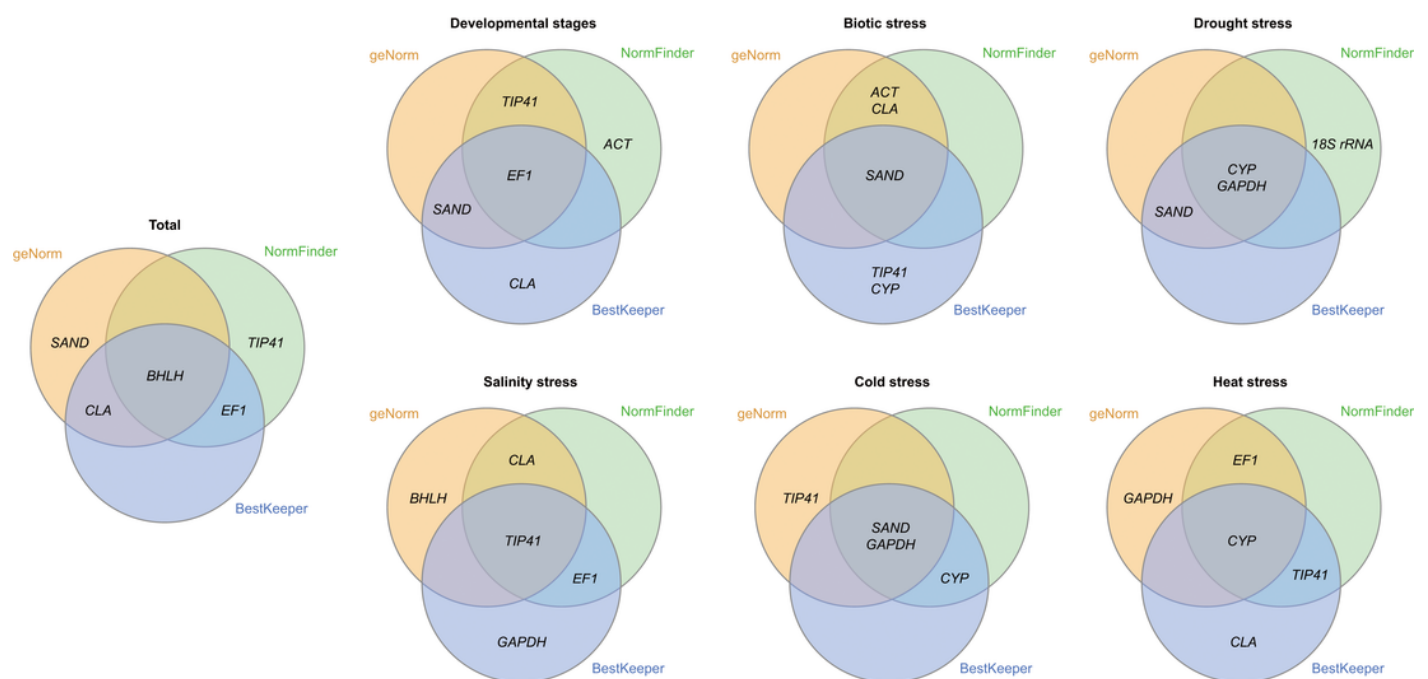 Total
geNorm
NormFinder
SAND
TIP41
BHLH
CLA
EF1
BestKeeper
Developmental stages
geNorm
NormFinder
TIP41
ACT
EF1
SAND
CLA
BestKeeper
Biotic stress
geNorm
NormFinder
ACT
CLA
SAND
TIP41
CYP
BestKeeper
Drought stress
geNorm
NormFinder
18S rRNA
CYP
GAPDH
SAND
BestKeeper
Salinity stress
geNorm
NormFinder
CLA
BHLH
TIP41
EF1
GAPDH
BestKeeper
Cold stress
geNorm
NormFinder
TIP41
SAND
GAPDH
CYP
BestKeeper
Heat stress
geNorm
NormFinder
EF1
GAPDH
CYP
TIP41
CLA
BestKeeper